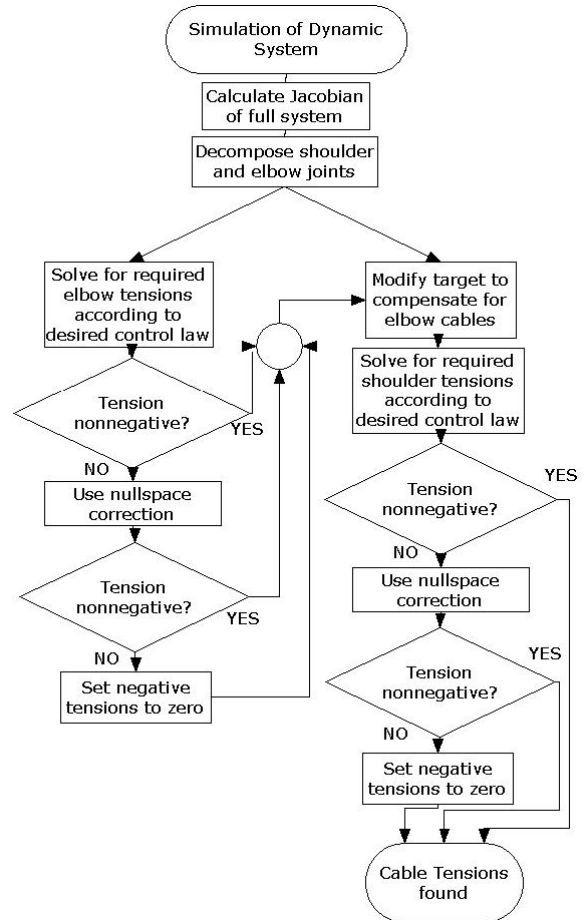 Simulation of Dynamic
System
Calculate Jacobian
of full system
Decompose shoulder
and elbow joints
Solve for required
elbow tensions
according to
desired control law
Tension
nonnegative?
YES
NO
Use nullspace
correction
Tension
nonnegative?
YES
NO
Set negative
tensions to zero
Modify target to
compensate for
elbow cables
Solve for required
shoulder tensions
according to
desired control law
Tension
nonnegative?
YES
NO
Use nullspace
correction
Tension
nonnegative?
YES
NO
Set negative
tensions to zero
Cable Tensions
found